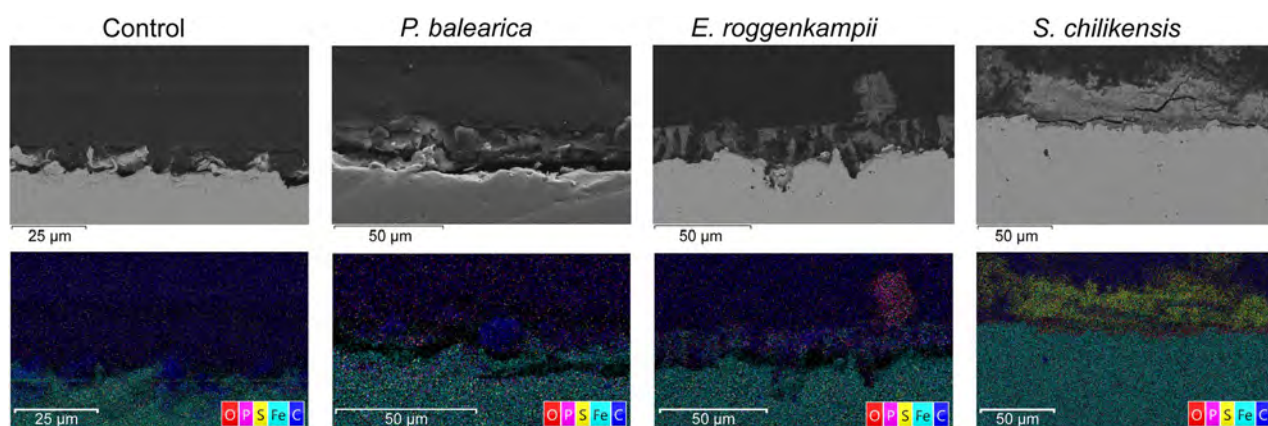 Control
P. balearica
E. roggenkampii
S. chilikensis
25 µm
50 µm
50 µm
50 µm
25 µm
O P S Fe C
50 µm
O P S Fe C
50 µm
O P S Fe C
50 µm
O P S Fe C